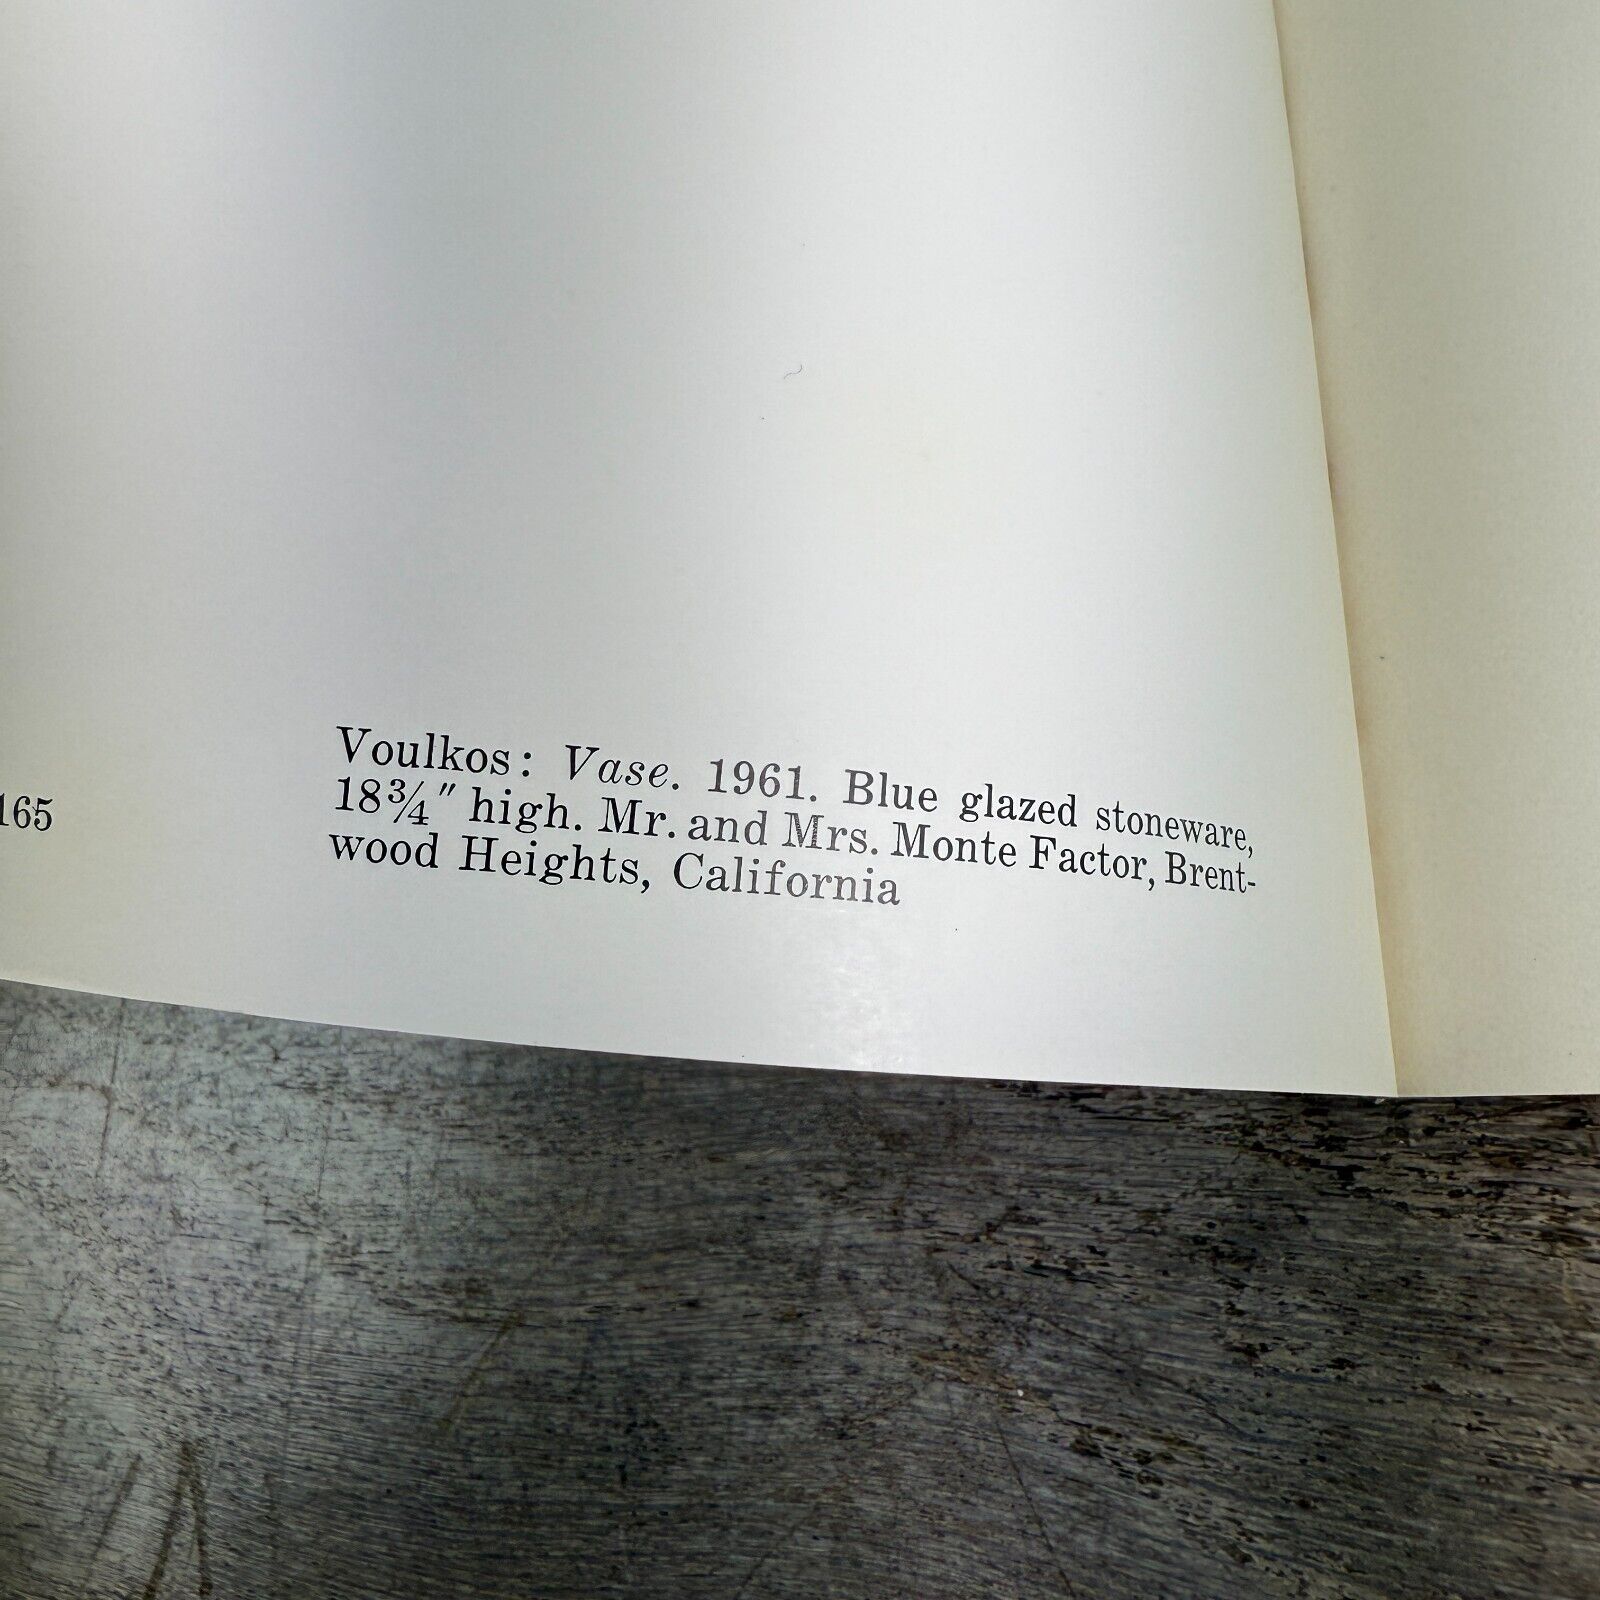 Voulkos: Vase. 1961. Blue glazed stoneware,
18¾" high. Mr. and Mrs. Monte Factor, Brent-
wood Heights, California
165